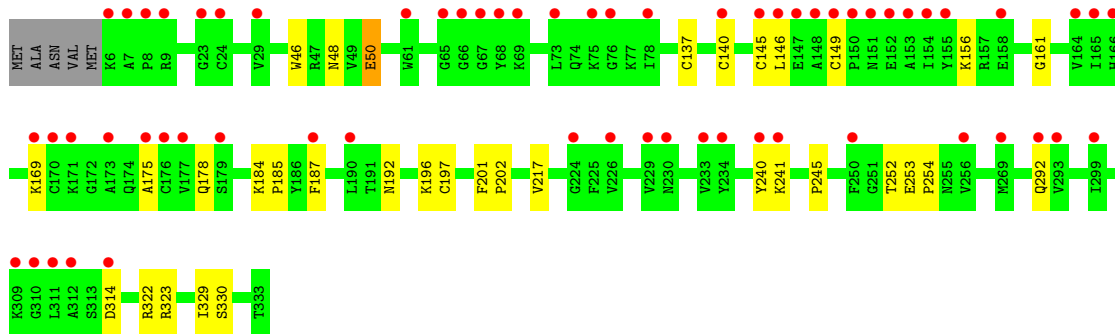 MET ALA ASN VAL MET K6 A7 P8 R9 G23 C24 V29 W46 R47 N48 V49 E50 W61 G65 G66 G67 Y68 K69 L73 Q74 K75 G76 K77 I78 C137 C140 C145 L146 E147 A148 C149 P150 N151 E152 A153 I154 Y155 K156 R157 E158 G161 V164 I165 H166
K169 C170 K171 G172 A173 Q174 A175 C176 V177 Q178 S179 K184 P185 Y186 F187 L190 T191 N192 K196 C197 F201 P202 V217 G224 F225 V226 V229 N230 V233 Y234 Y240 K241 P245 F250 G251 T252 E253 P254 N255 V256 M269 Q292 V293 I299
K309 G310 L311 A312 S313 D314 R322 R323 I329 S330 T333